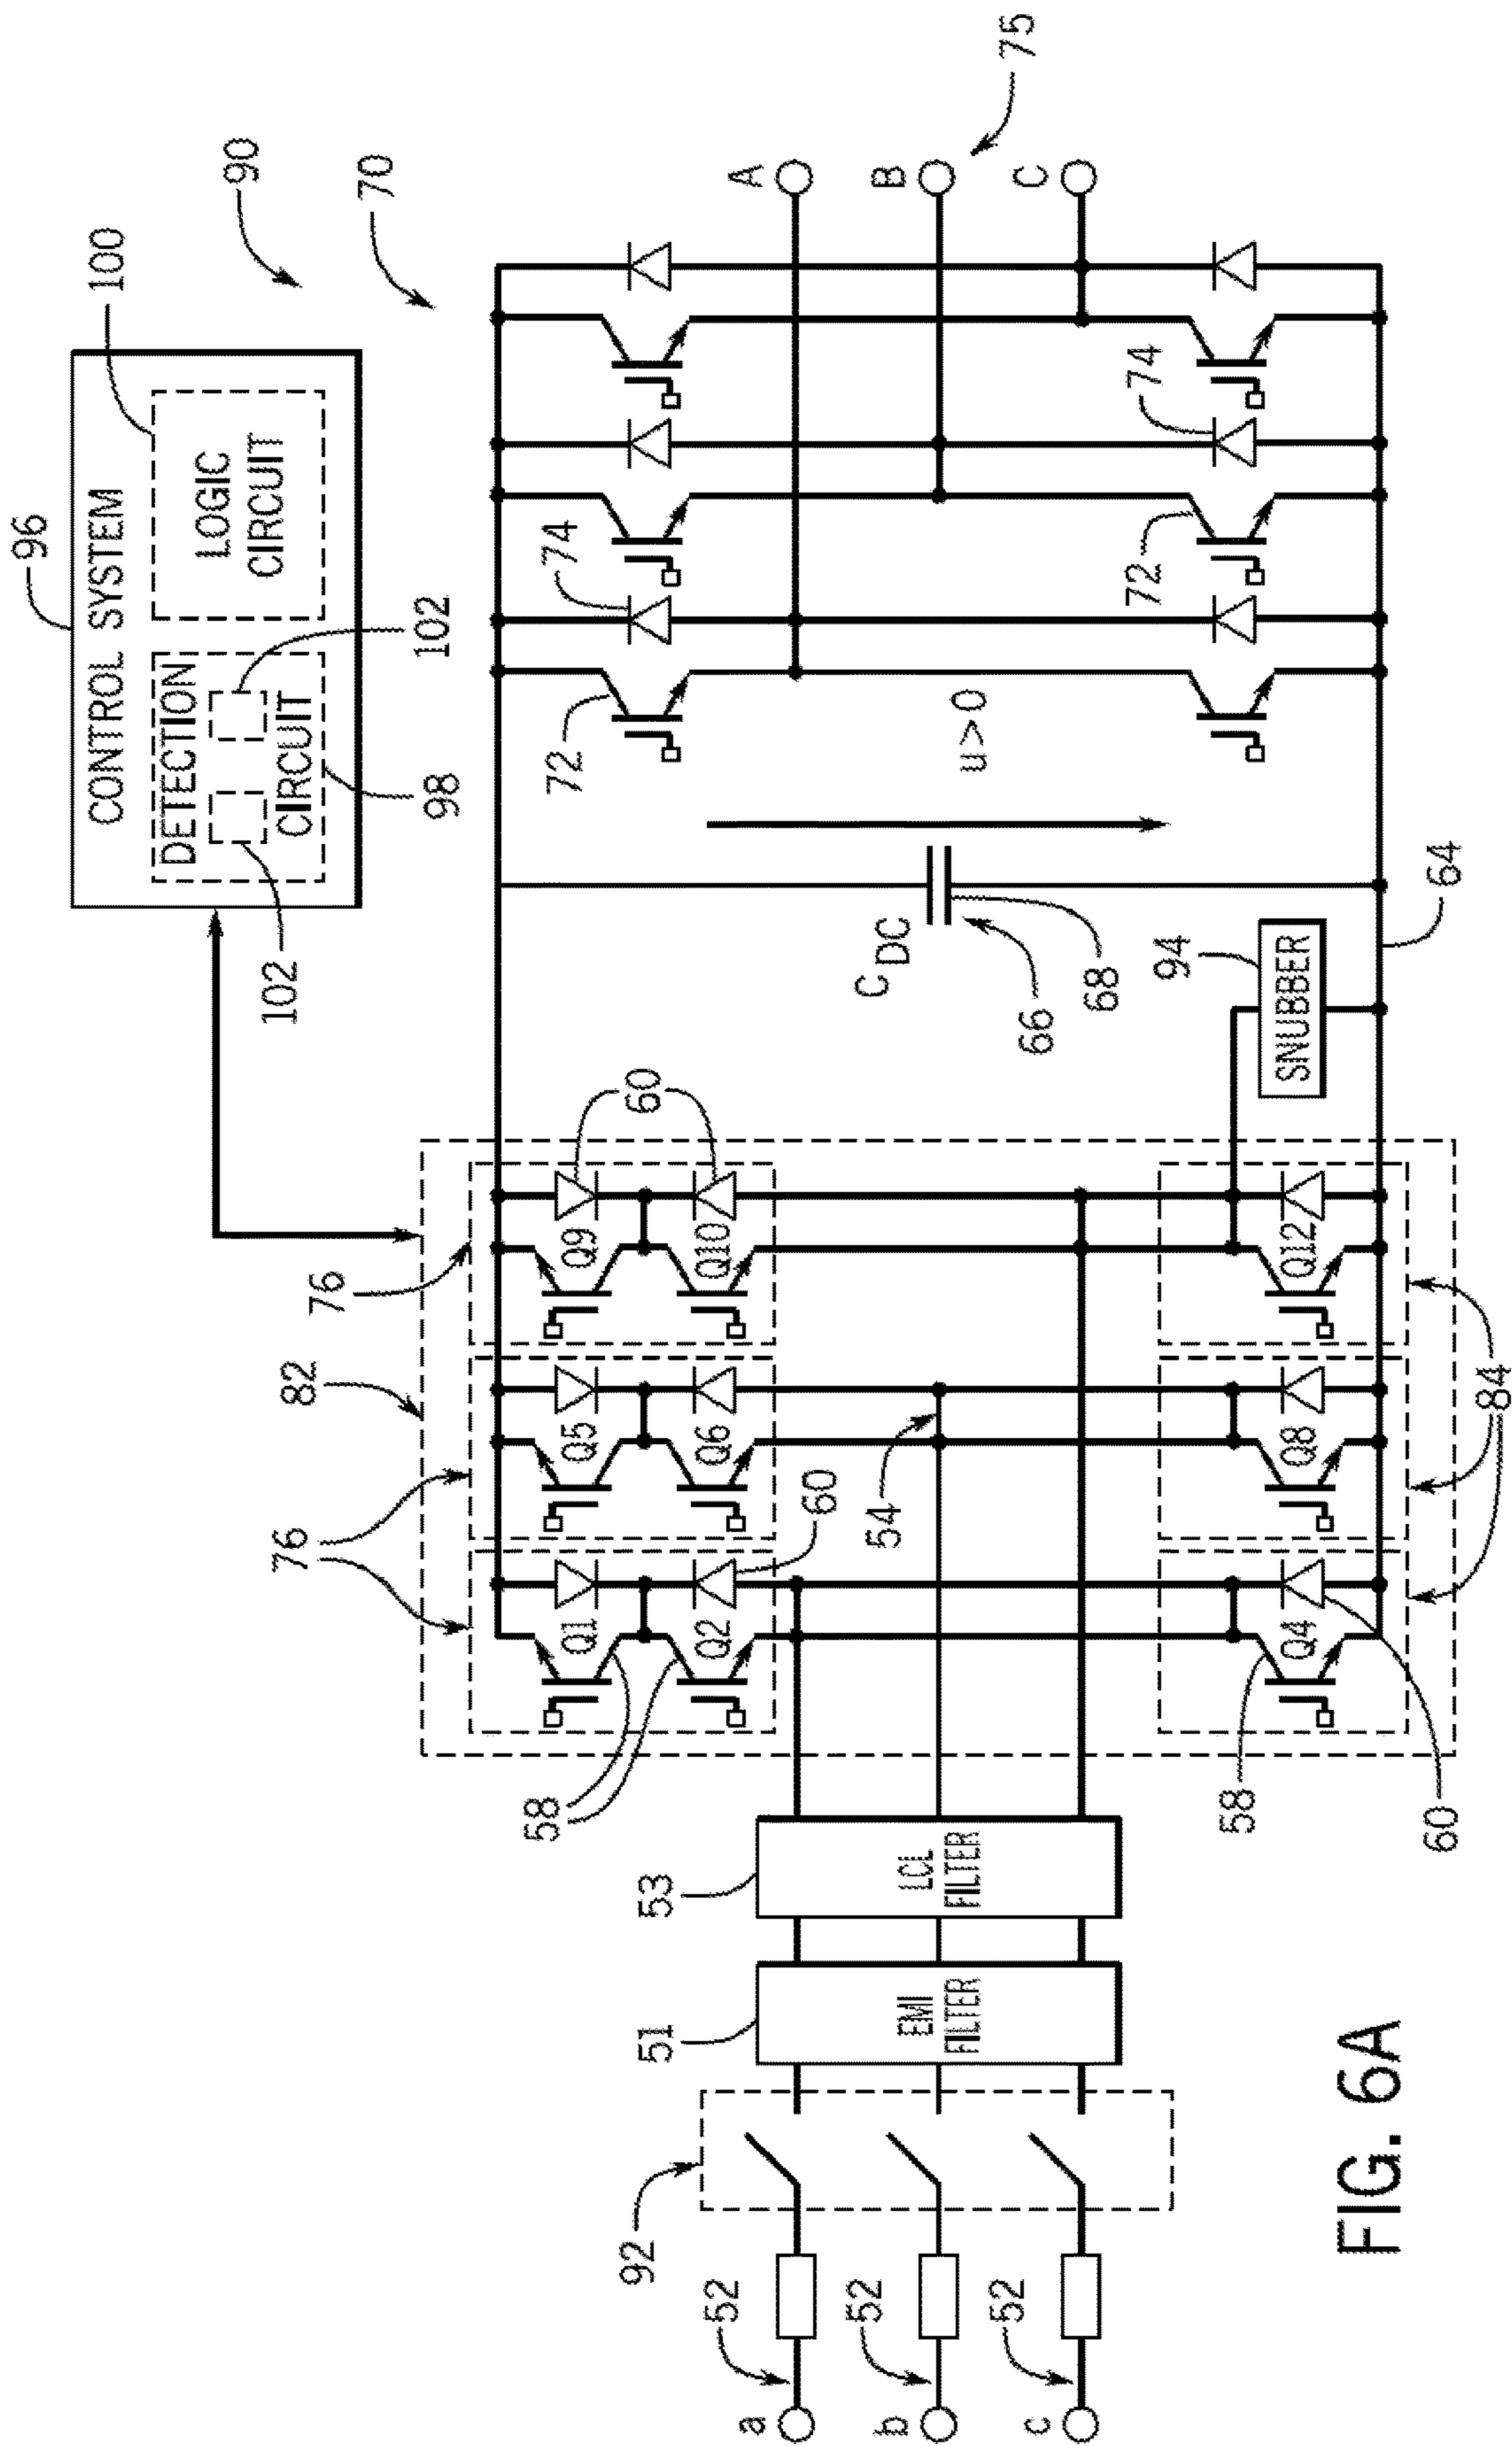 96
CONTROL SYSTEM
100
DETECTION
CIRCUIT
LOGIC
CIRCUIT
102
102
98
90
70
76
76
82
60
Q1
Q5
Q9
Q2
Q6
Q10
58
60
54
Q4
Q8
Q12
58
60
84
72
74
72
74
u>0
C DC
66
68
94
SNUBBER
64
A
B
C
75
53
LCL
FILTER
51
EMI
FILTER
92
52
52
52
a
b
c
FIG. 6A